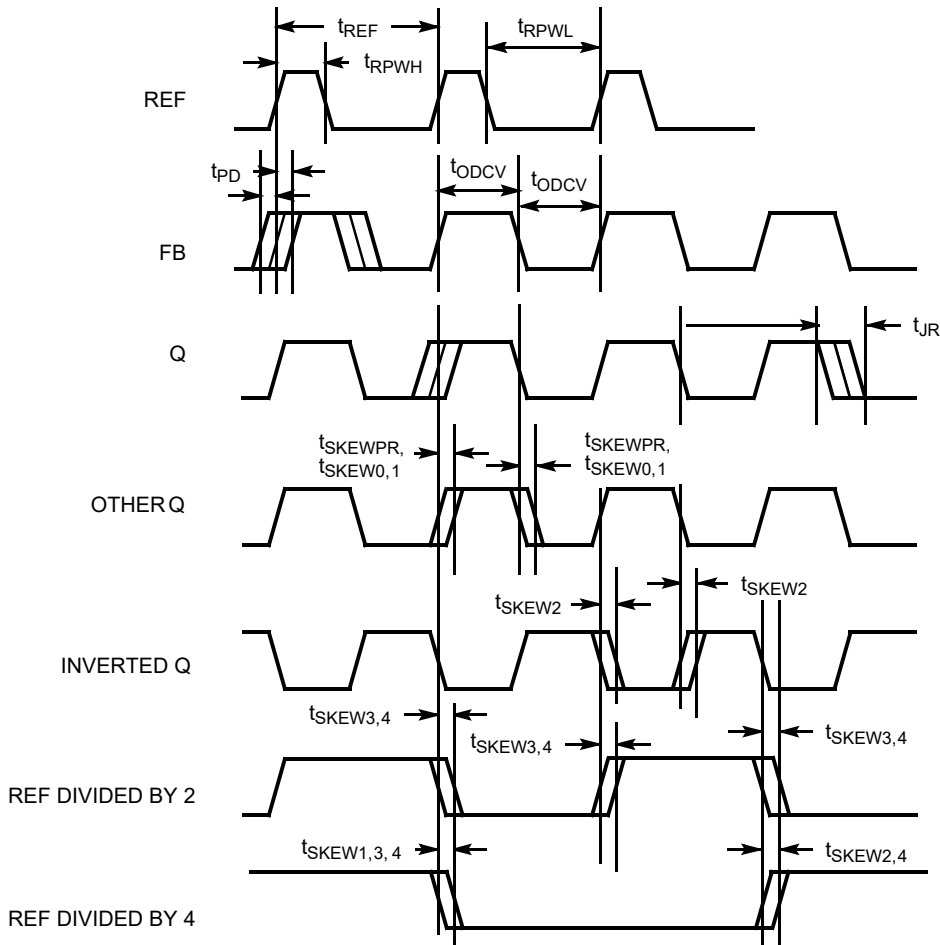 tREF
tRPWL
tRPWH
REF
tPD
tODCV
tODCV
FB
Q
tJR
tSKEWPR,
tSKEW0,1
tSKEWPR,
tSKEW0,1
OTHER Q
tSKEW2
tSKEW2
INVERTED Q
tSKEW3,4
tSKEW3,4
tSKEW3,4
REF DIVIDED BY 2
tSKEW1,3, 4
tSKEW2,4
REF DIVIDED BY 4